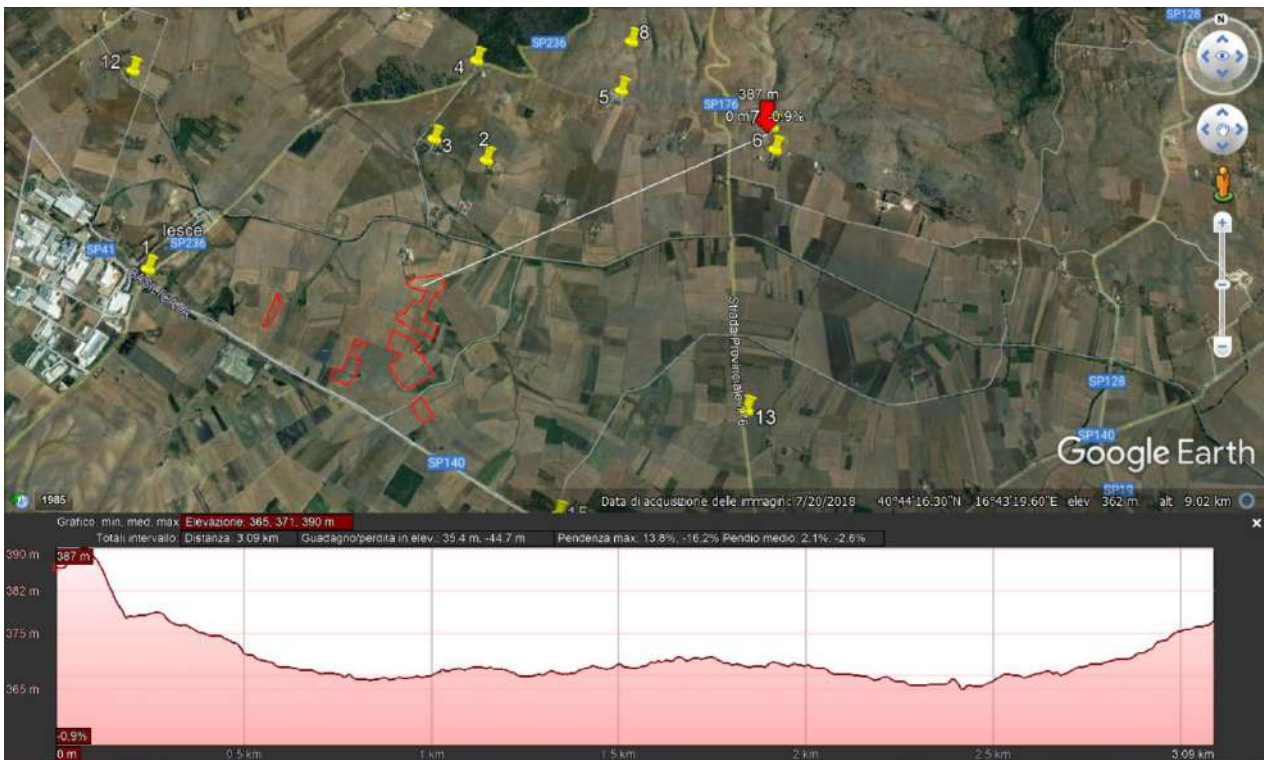 SP236
SP128
N
12
4
8
5
387 m
SP176
0 m
7
-0.9%
6
3
2
Iesce
SP41
1
SP236
Strada Provinciale 176
13
SP128
SP140
SP140
SP19
Google Earth
1985
Data di acquisizione delle immagini: 7/20/2018 40°44'16.30"N 16°43'19.60"E elev 362 m alt 9.02 km
Grafico: min, med, max Elevazione: 365, 371, 390 m
Totali intervallo: Distanza: 3.09 km Guadagno/perdita in elev.: 35.4 m, -44.7 m Pendenza max: 13.8%, -16.2% Pendio medio: 2.1%, -2.6%
390 m
387 m
382 m
375 m
365 m
-0.9%
0 m
0.5 km
1 km
1.5 km
2 km
2.5 km
3.09 km